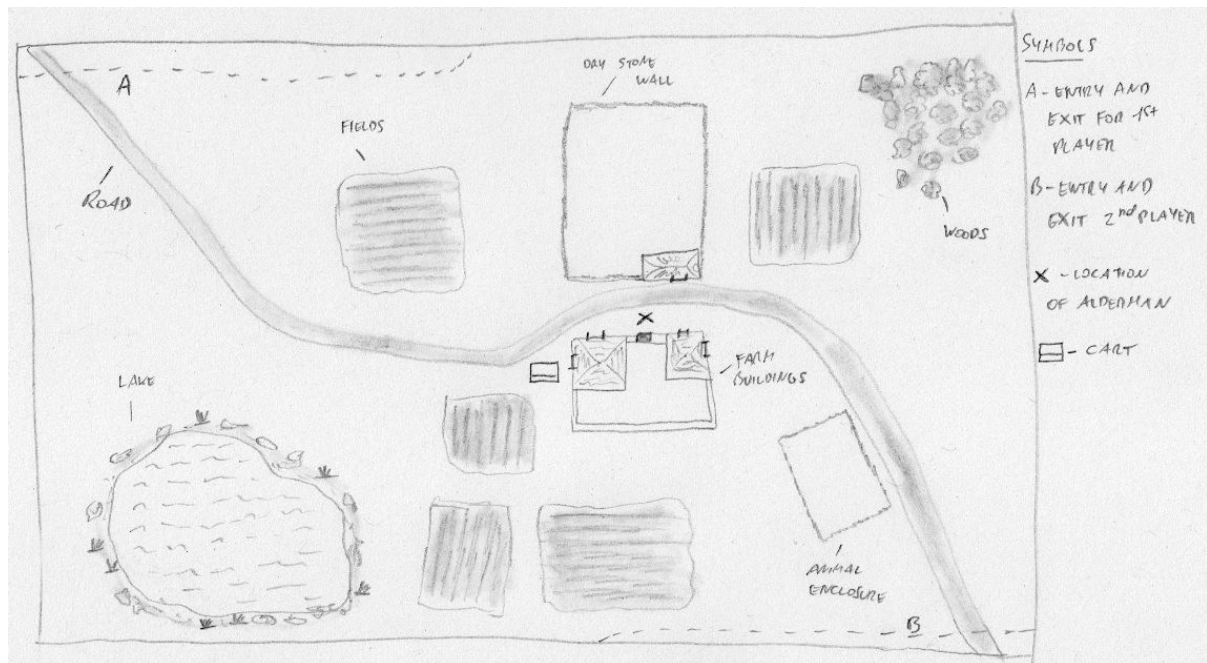 A
DRY STONE
WALL
FIELDS
ROAD
WOODS
FARM
BUILDINGS
LAKE
ANIMAL
ENCLOSURE
B
SYMBOLS
A - ENTRY AND
EXIT FOR 1st
PLAYER
B - ENTRY AND
EXIT 2nd PLAYER
X - LOCATION
OF ALDERMAN
- CART